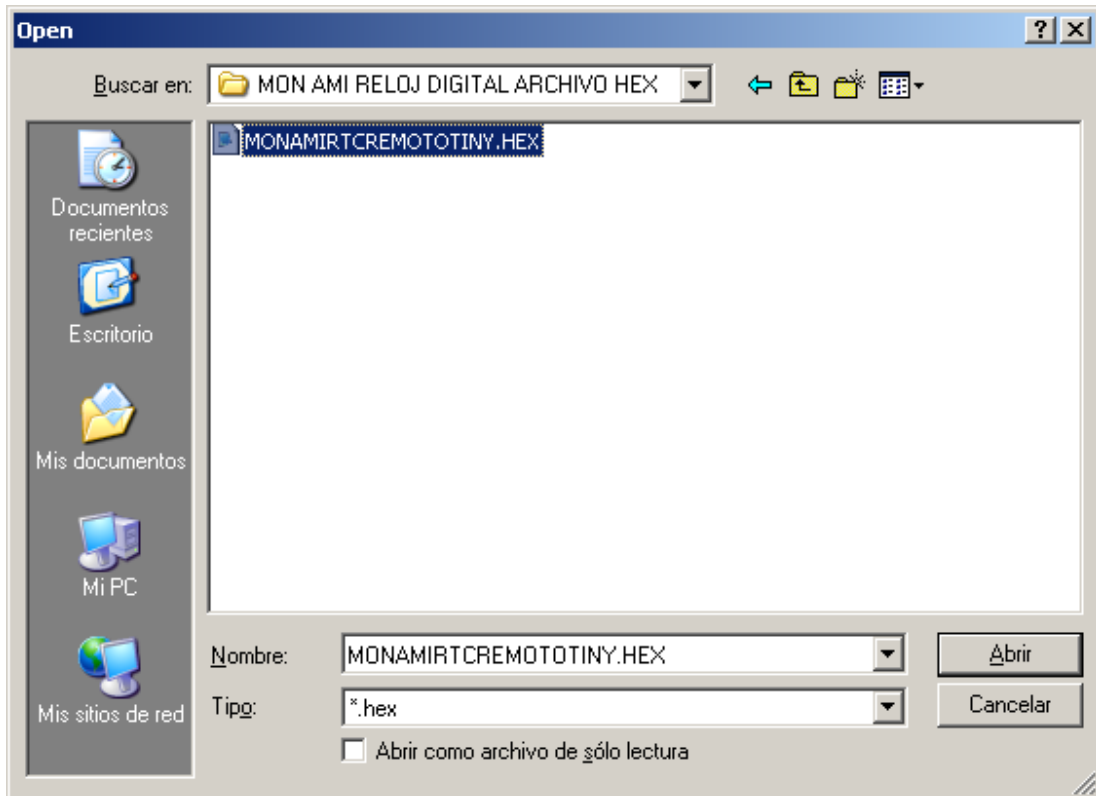 Open
Buscar en:
MON AMI RELOJ DIGITAL ARCHIVO HEX
MONAMIRTCREMOTOTINY.HEX
Documentos
recientes
Escritorio
Mis documentos
Mi PC
Mis sitios de red
Nombre:
MONAMIRTCREMOTOTINY.HEX
Abrir
Tipo:
*.hex
Cancelar
Abrir como archivo de sólo lectura